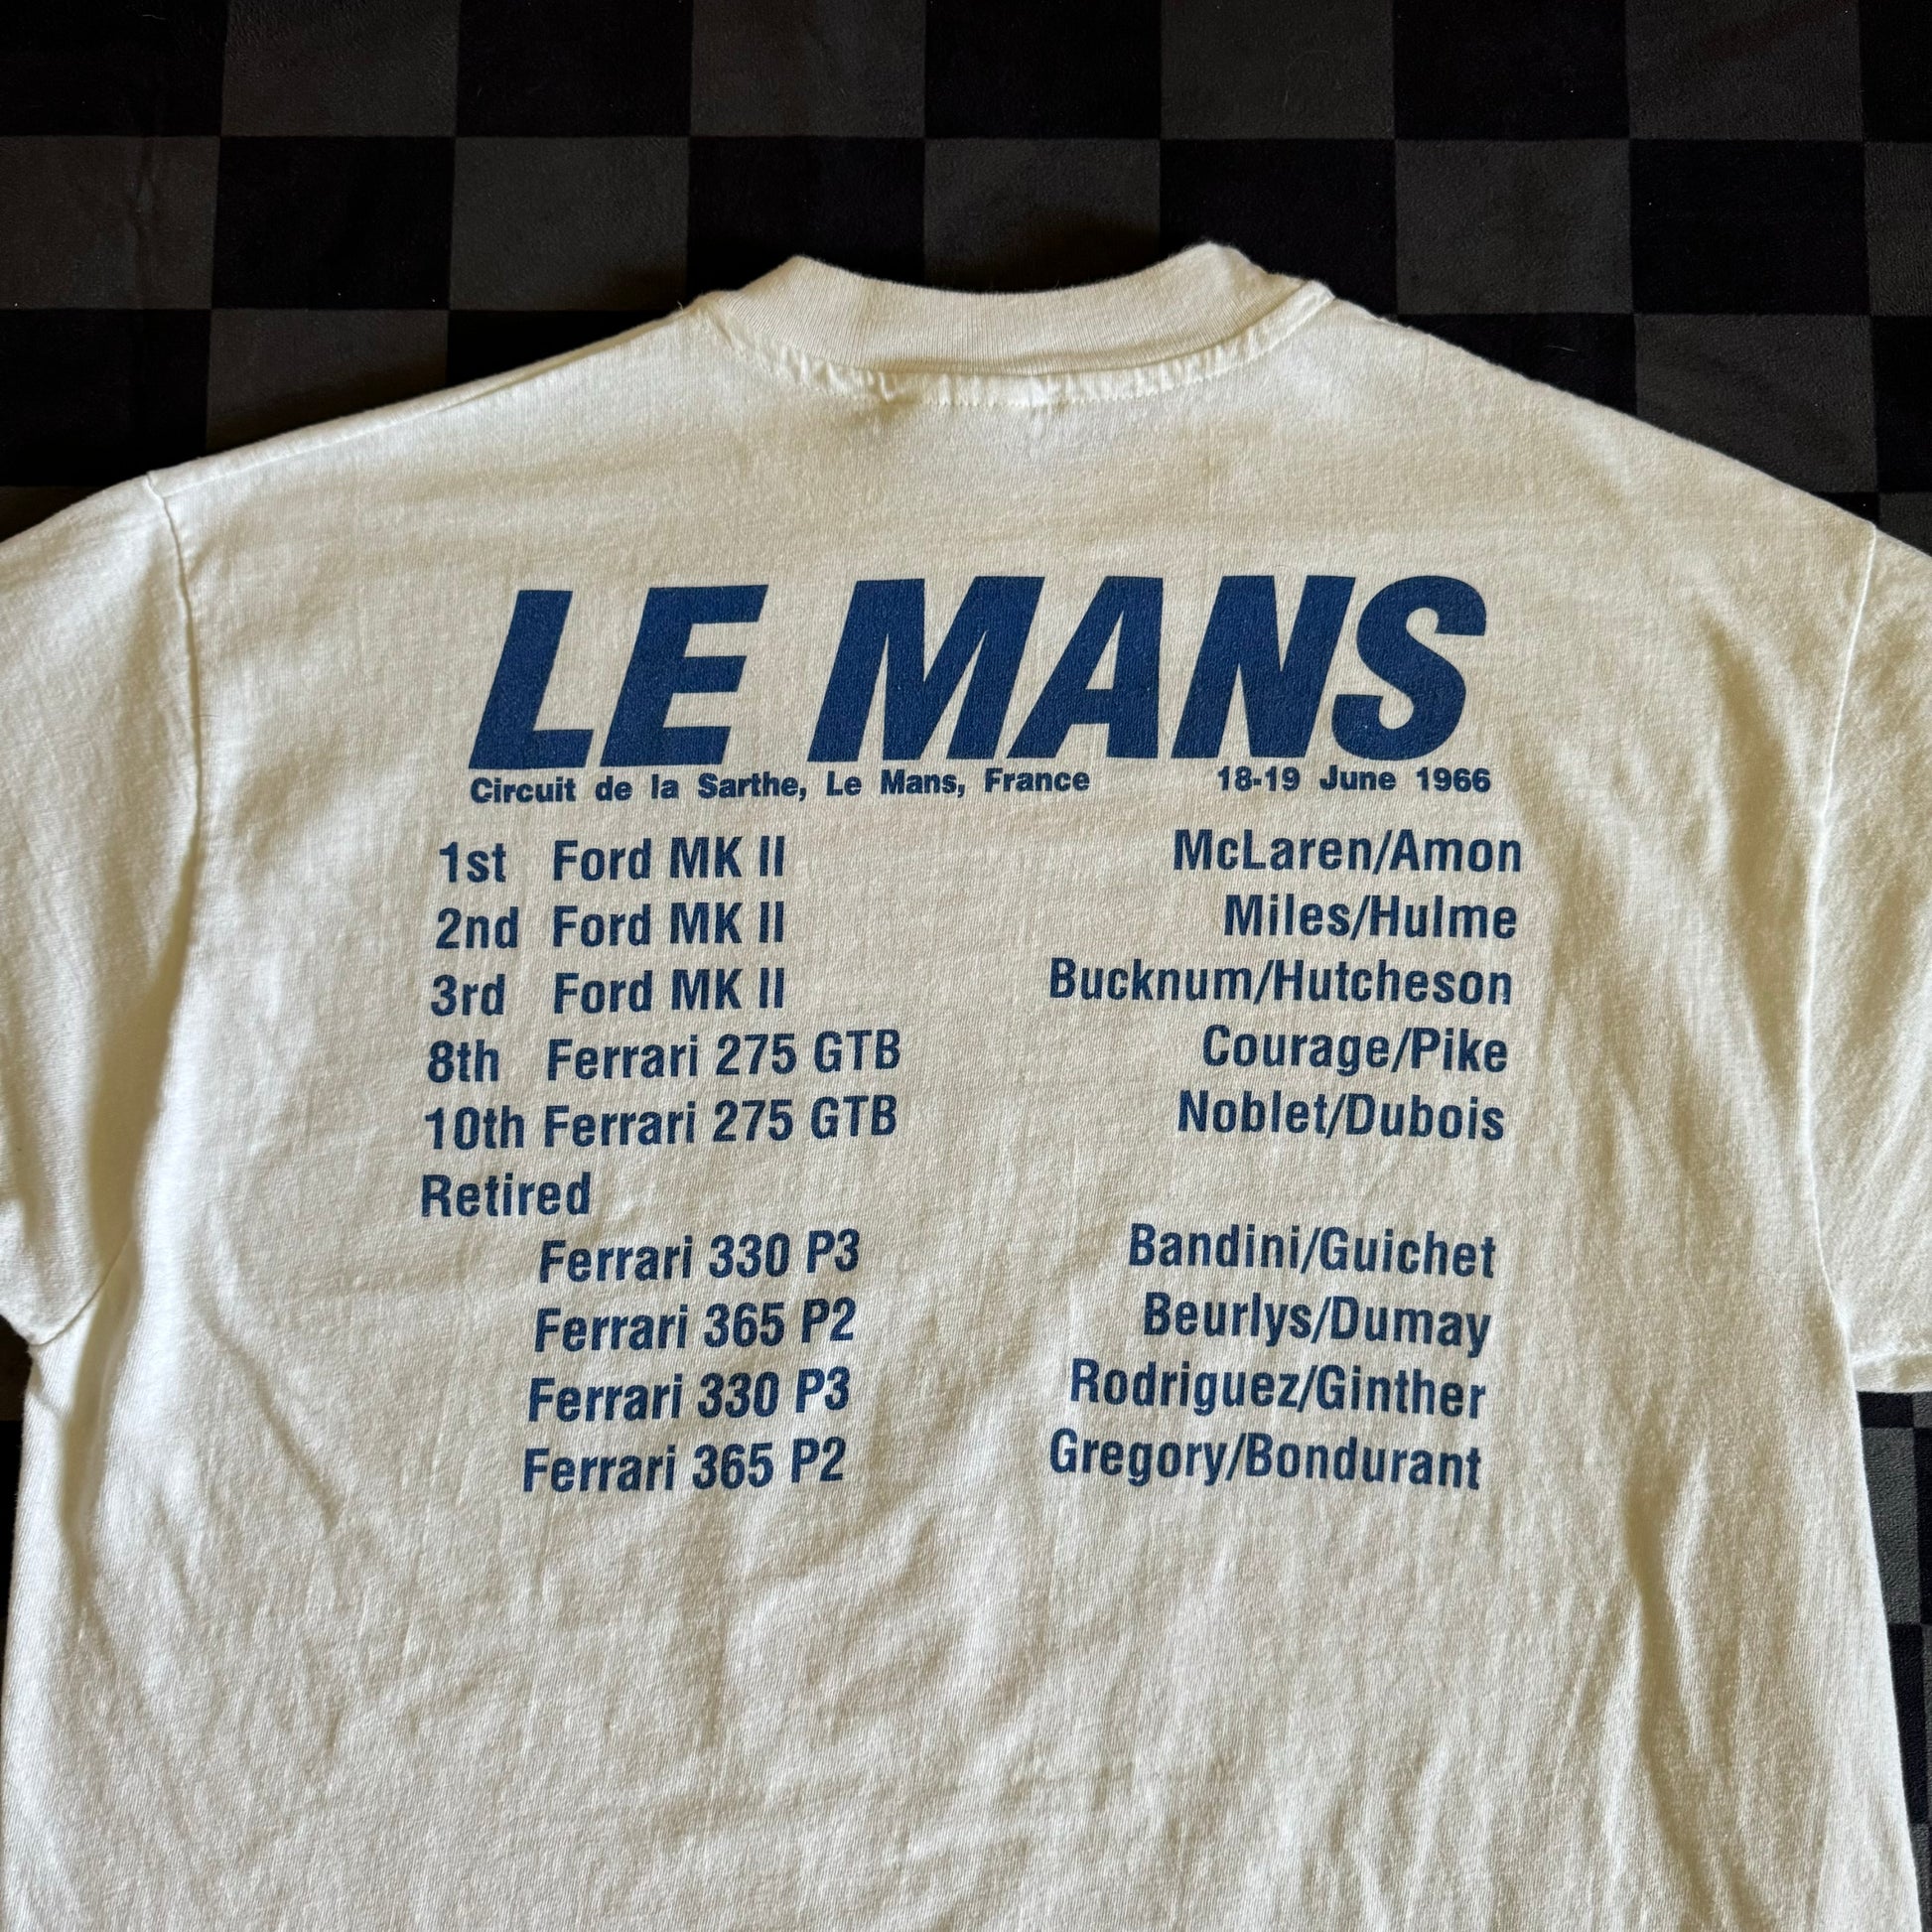 LE MANS
Circuit de la Sarthe, Le Mans, France 18-19 June 1966
1st Ford MK II McLaren/Amon
2nd Ford MK II Miles/Hulme
3rd Ford MK II Bucknum/Hutcheson
8th Ferrari 275 GTB Courage/Pike
10th Ferrari 275 GTB Noblet/Dubois
Retired
Ferrari 330 P3 Bandini/Guichet
Ferrari 365 P2 Beurlys/Dumay
Ferrari 330 P3 Rodriguez/Ginther
Ferrari 365 P2 Gregory/Bondurant